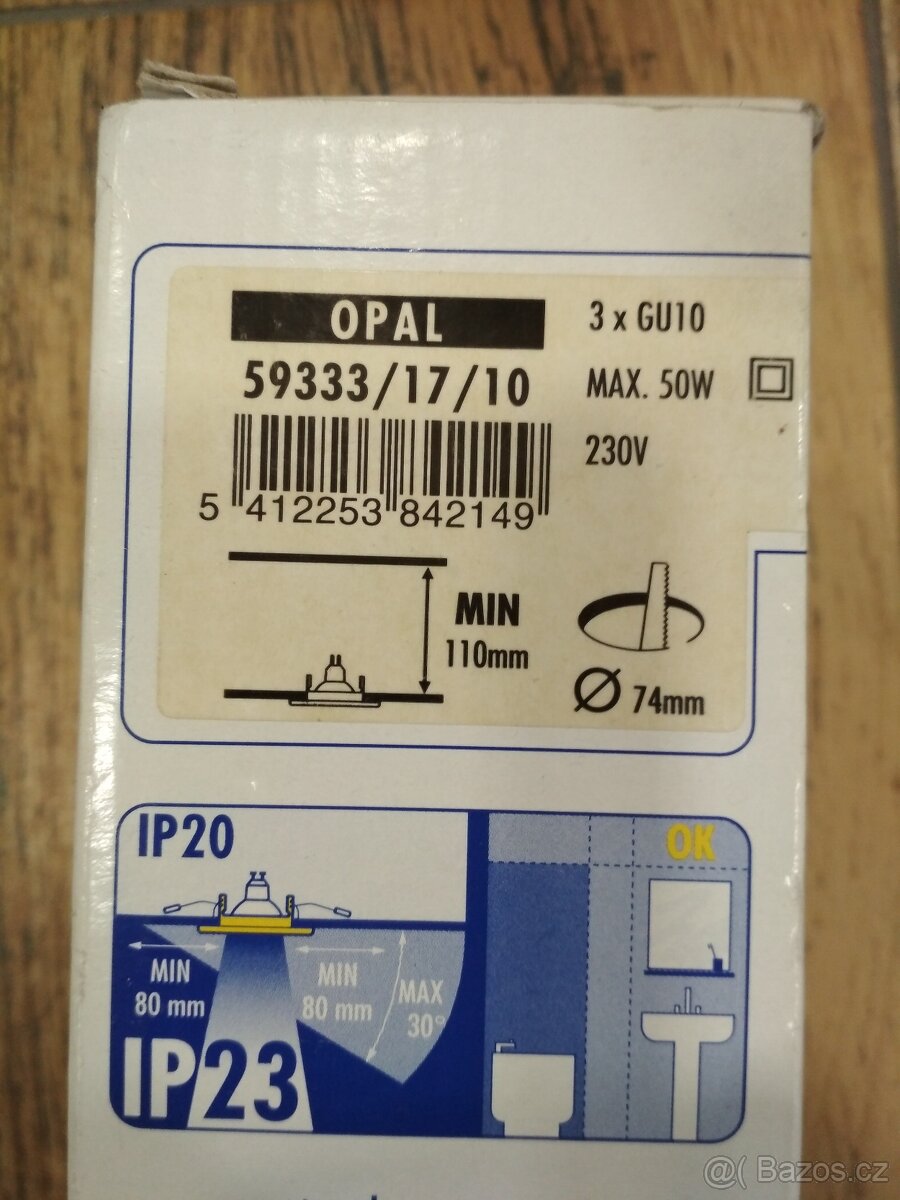 OPAL
59333/17/10
5 412253 842149
3 x GU10
MAX. 50W
230V
MIN
110mm
Ø 74mm
IP20
MIN
80 mm
MIN
80 mm
MAX
30°
IP23
OK
@( Bazos.cz